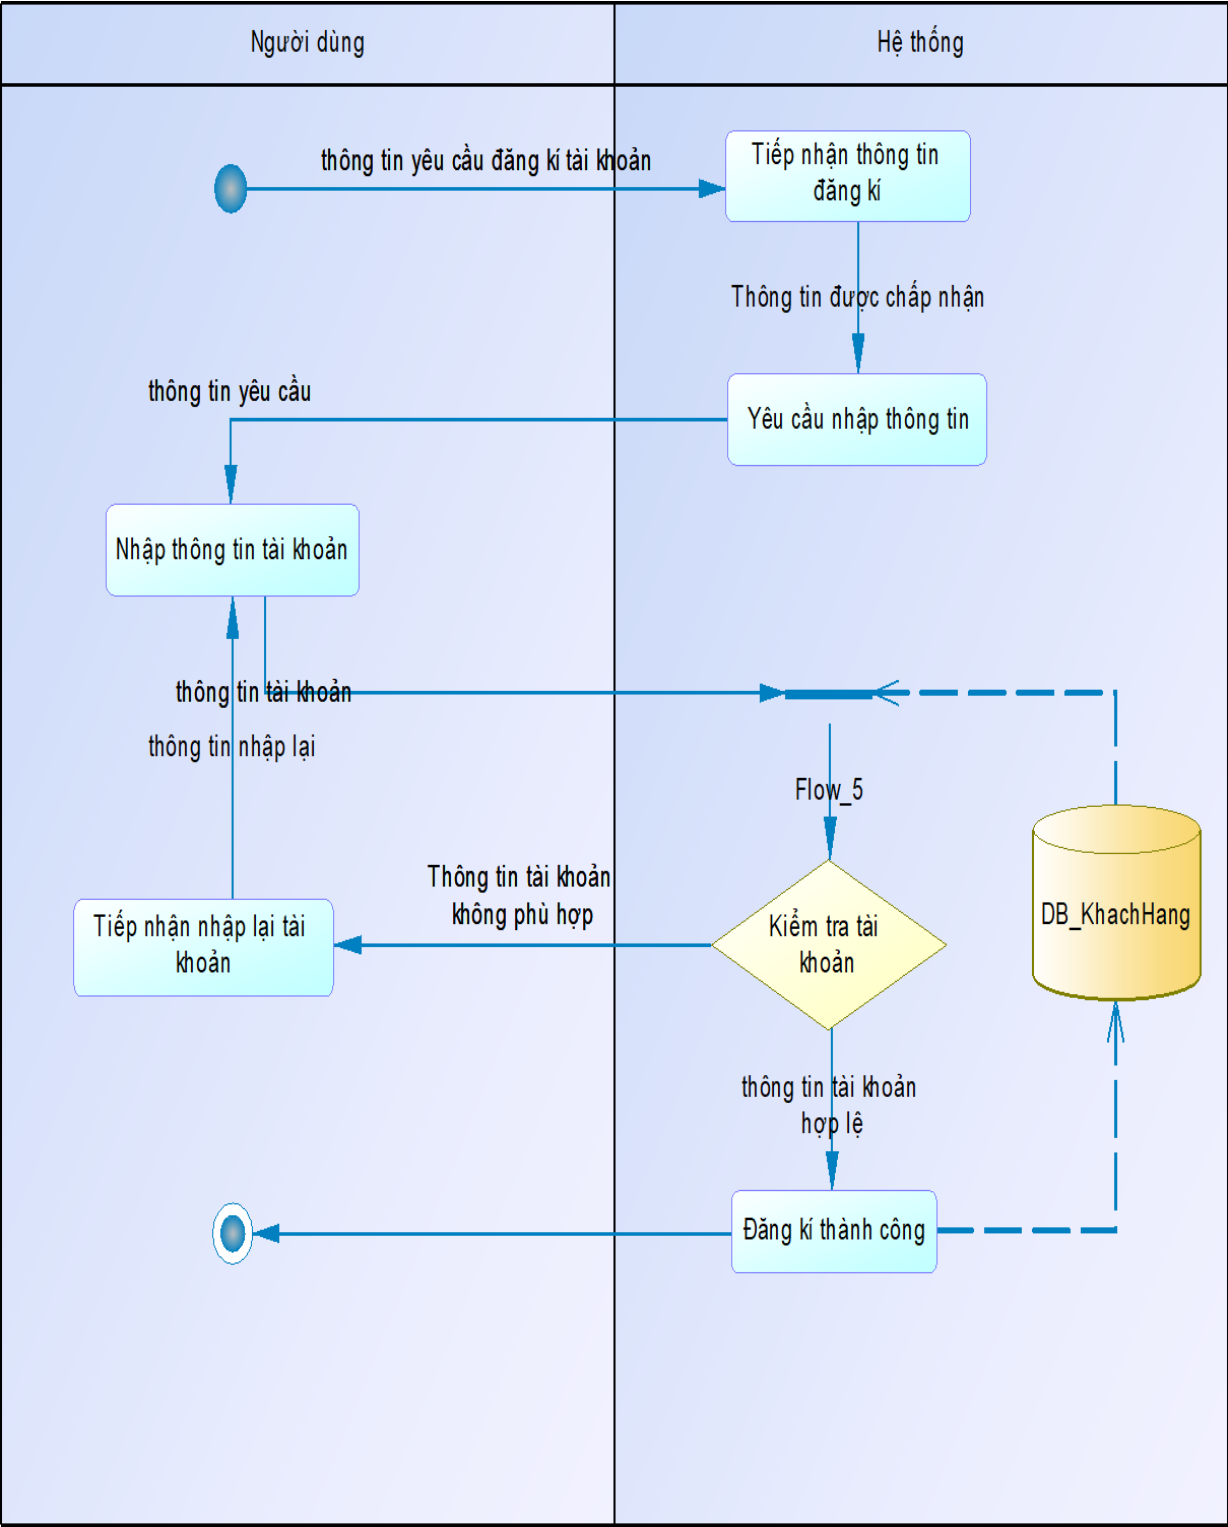 Người dùng
Hệ thống
thông tin yêu cầu đăng kí tài khoản
Tiếp nhận thông tin
đăng kí
Thông tin được chấp nhận
thông tin yêu cầu
Yêu cầu nhập thông tin
Nhập thông tin tài khoản
thông tin tài khoản
thông tin nhập lại
Flow_5
Thông tin tài khoản
không phù hợp
Tiếp nhận nhập lại tài
khoản
Kiểm tra tài
khoản
DB_KhachHang
thông tin tài khoản
hợp lệ
Đăng kí thành công